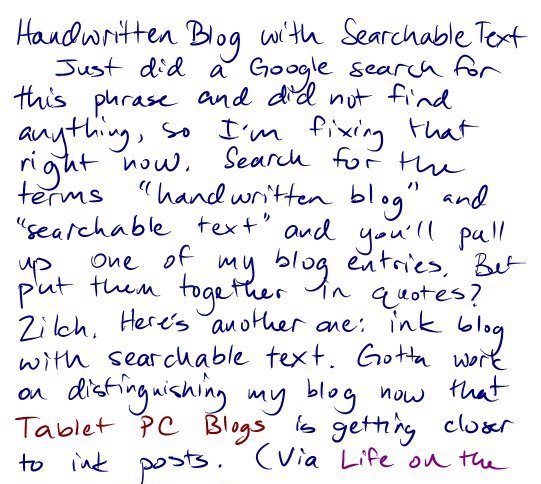 Handwritten Blog with Searchable Text
Just did a Google search for
this phrase and did not find
anything, so I'm fixing that
right now. Search for the
terms "handwritten blog" and
"searchable text" and you'll pull
up one of my blog entries. But
put them together in quotes?
Zilch. Here's another one: ink blog
with searchable text. Gotta work
on distinguishing my blog now that
Tablet PC Blogs is getting closer
to ink posts. (Via Life on the